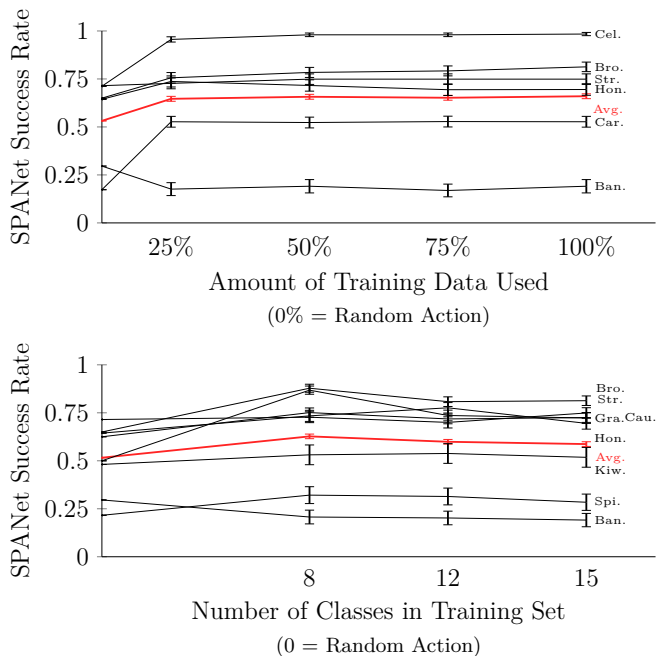 SPANet Success Rate
1
0.75
0.5
0.25
0
Cel.
Bro.
Str.
Hon.
Avg.
Car.
Ban.
25% 50% 75% 100%
Amount of Training Data Used
(0% = Random Action)
SPANet Success Rate
1
0.75
0.5
0.25
0
Bro.
Str.
Gra.Cau.
Hon.
Avg.
Kiw.
Spi.
Ban.
8 12 15
Number of Classes in Training Set
(0 = Random Action)